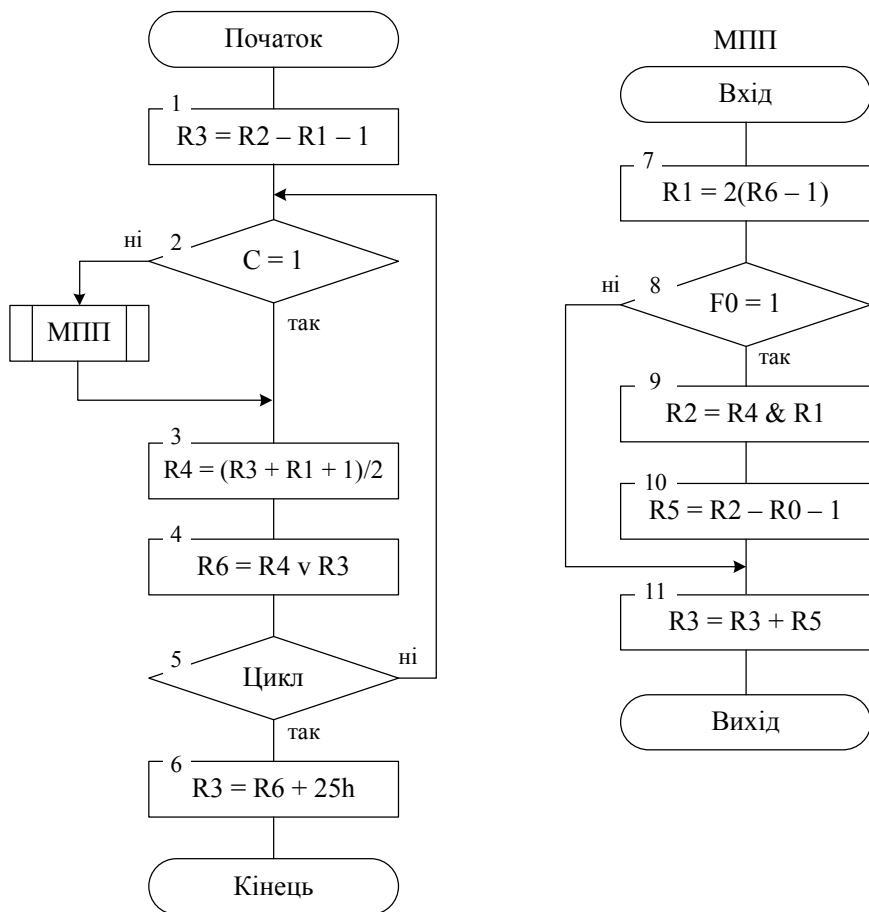 Початок
1
R3 = R2 – R1 – 1
ні
2
C = 1
так
МПП
3
R4 = (R3 + R1 + 1)/2
4
R6 = R4 v R3
5
Цикл
ні
так
6
R3 = R6 + 25h
Кінець
МПП
Вхід
7
R1 = 2(R6 – 1)
ні
8
F0 = 1
так
9
R2 = R4 & R1
10
R5 = R2 – R0 – 1
11
R3 = R3 + R5
Вихід